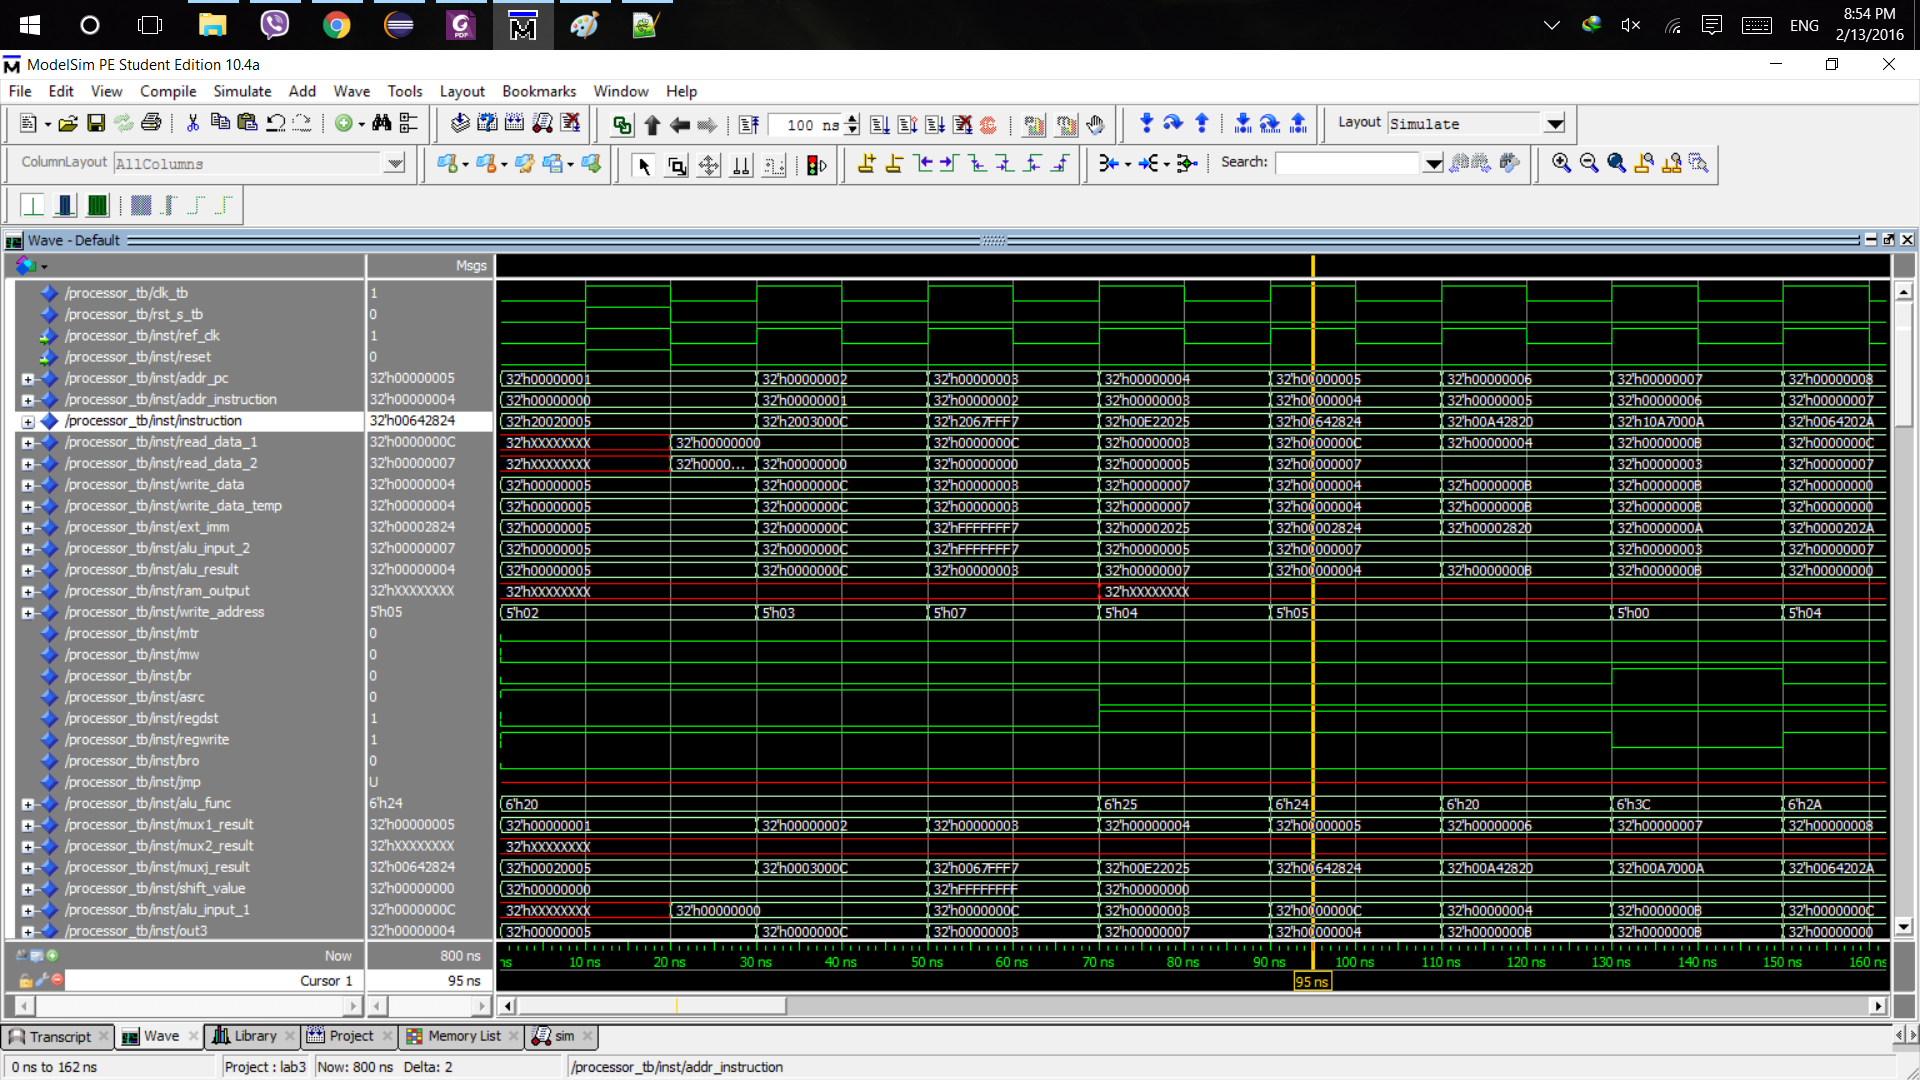 ENG
8:54 PM
2/13/2016
ModelSim PE Student Edition 10.4a
File Edit View Compile Simulate Add Wave Tools Layout Bookmarks Window Help
100 ns
Layout Simulate
ColumnLayout AllColumns
Search:
Wave - Default
Msgs
/processor_tb/clk_tb 1
/processor_tb/rst_s_tb 0
/processor_tb/inst/ref_clk 1
/processor_tb/inst/reset 0
/processor_tb/inst/addr_pc 32'h00000005 32'h00000001 32'h00000002 32'h00000003 32'h00000004 32'h00000005 32'h00000006 32'h00000007 32'h00000008
/processor_tb/inst/addr_instruction 32'h00000004 32'h00000000 32'h00000001 32'h00000002 32'h00000003 32'h00000004 32'h00000005 32'h00000006 32'h00000007
/processor_tb/inst/instruction 32'h00642824 32'h20020005 32'h2003000C 32'h2067FFF7 32'h00E22025 32'h00642824 32'h00A42820 32'h10A7000A 32'h0064202A
/processor_tb/inst/read_data_1 32'h0000000C 32'hXXXXXXXX 32'h00000000 32'h0000000C 32'h00000003 32'h0000000C 32'h00000004 32'h0000000B 32'h0000000C
/processor_tb/inst/read_data_2 32'h00000007 32'hXXXXXXXX 32'h0000... 32'h00000000 32'h00000000 32'h00000005 32'h00000007 32'h00000003 32'h00000007
/processor_tb/inst/write_data 32'h00000004 32'h00000005 32'h0000000C 32'h00000003 32'h00000007 32'h00000004 32'h0000000B 32'h0000000B 32'h00000000
/processor_tb/inst/write_data_temp 32'h00000004 32'h00000005 32'h0000000C 32'h00000003 32'h00000007 32'h00000004 32'h0000000B 32'h0000000B 32'h00000000
/processor_tb/inst/ext_imm 32'h00002824 32'h00000005 32'h0000000C 32'hFFFFFFF7 32'h00002025 32'h00002824 32'h00002820 32'h0000000A 32'h0000202A
/processor_tb/inst/alu_input_2 32'h00000007 32'h00000005 32'h0000000C 32'hFFFFFFF7 32'h00000005 32'h00000007 32'h00000003 32'h00000007
/processor_tb/inst/alu_result 32'h00000004 32'h00000005 32'h0000000C 32'h00000003 32'h00000007 32'h00000004 32'h0000000B 32'h0000000B 32'h00000000
/processor_tb/inst/ram_output 32'hXXXXXXXX 32'hXXXXXXXX 32'hXXXXXXXX
/processor_tb/inst/write_address 5'h05 5'h02 5'h03 5'h07 5'h04 5'h05 5'h00 5'h04
/processor_tb/inst/mtr 0
/processor_tb/inst/mw 0
/processor_tb/inst/br 0
/processor_tb/inst/asrc 0
/processor_tb/inst/regdst 1
/processor_tb/inst/regwrite 1
/processor_tb/inst/bro 0
/processor_tb/inst/jmp U
/processor_tb/inst/alu_func 6'h24 6'h20 6'h25 6'h24 6'h20 6'h3C 6'h2A
/processor_tb/inst/mux1_result 32'h00000005 32'h00000001 32'h00000002 32'h00000003 32'h00000004 32'h00000005 32'h00000006 32'h00000007 32'h00000008
/processor_tb/inst/mux2_result 32'hXXXXXXXX 32'hXXXXXXXX
/processor_tb/inst/muxj_result 32'h00642824 32'h00020005 32'h0003000C 32'h0067FFF7 32'h00E22025 32'h00642824 32'h00A42820 32'h00A7000A 32'h0064202A
/processor_tb/inst/shift_value 32'h00000000 32'h00000000 32'hFFFFFFFF 32'h00000000
/processor_tb/inst/alu_input_1 32'h0000000C 32'hXXXXXXXX 32'h00000000 32'h0000000C 32'h00000003 32'h0000000C 32'h00000004 32'h0000000B 32'h0000000C
/processor_tb/inst/out3 32'h00000004 32'h00000005 32'h0000000C 32'h00000003 32'h00000007 32'h00000004 32'h0000000B 32'h0000000B 32'h00000000
Now 800 ns ns 10 ns 20 ns 30 ns 40 ns 50 ns 60 ns 70 ns 80 ns 90 ns 100 ns 110 ns 120 ns 130 ns 140 ns 150 ns 160 ns
Cursor 1 95 ns 95 ns
Transcript Wave Library Project Memory List sim
0 ns to 162 ns Project : lab3 Now: 800 ns Delta: 2 /processor_tb/inst/addr_instruction